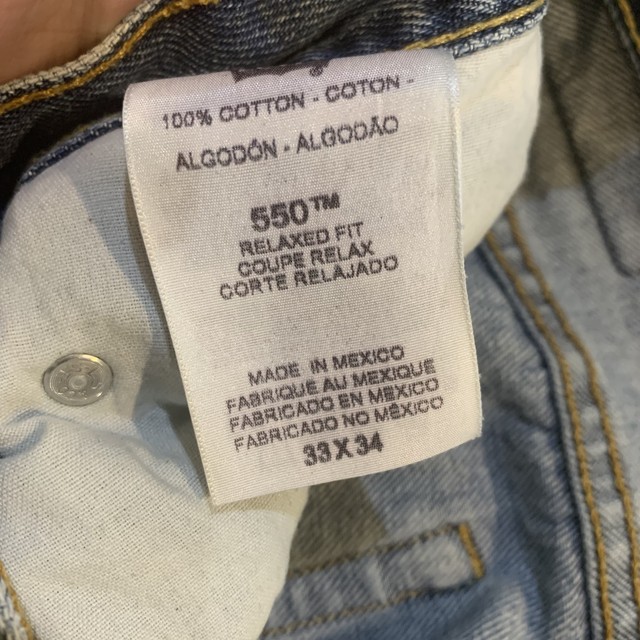 100% COTTON - COTON -
ALGODÓN - ALGODÃO
550™
RELAXED FIT
COUPE RELAX
CORTE RELAJADO
MADE IN MEXICO
FABRIQUE AU MEXIQUE
FABRICADO EN MEXICO
FABRICADO NO MÉXICO
33 X 34